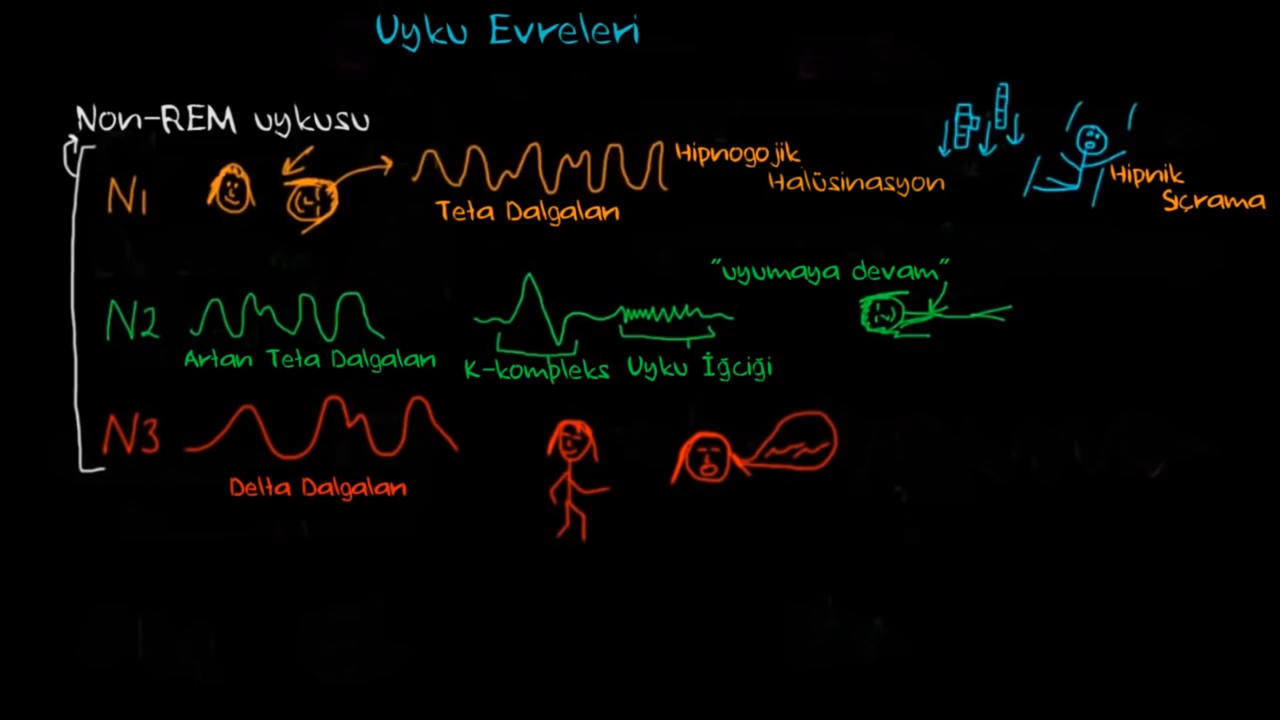 Uyku Evreleri
Non-REM uykusu
N1
Teta Dalgaları
Hipnogojik
Halüsinasyon
Hipnik
Sıçrama
N2
Artan Teta Dalgaları
K-kompleks
Uyku İğciği
"uyumaya devam"
N3
Delta Dalgaları